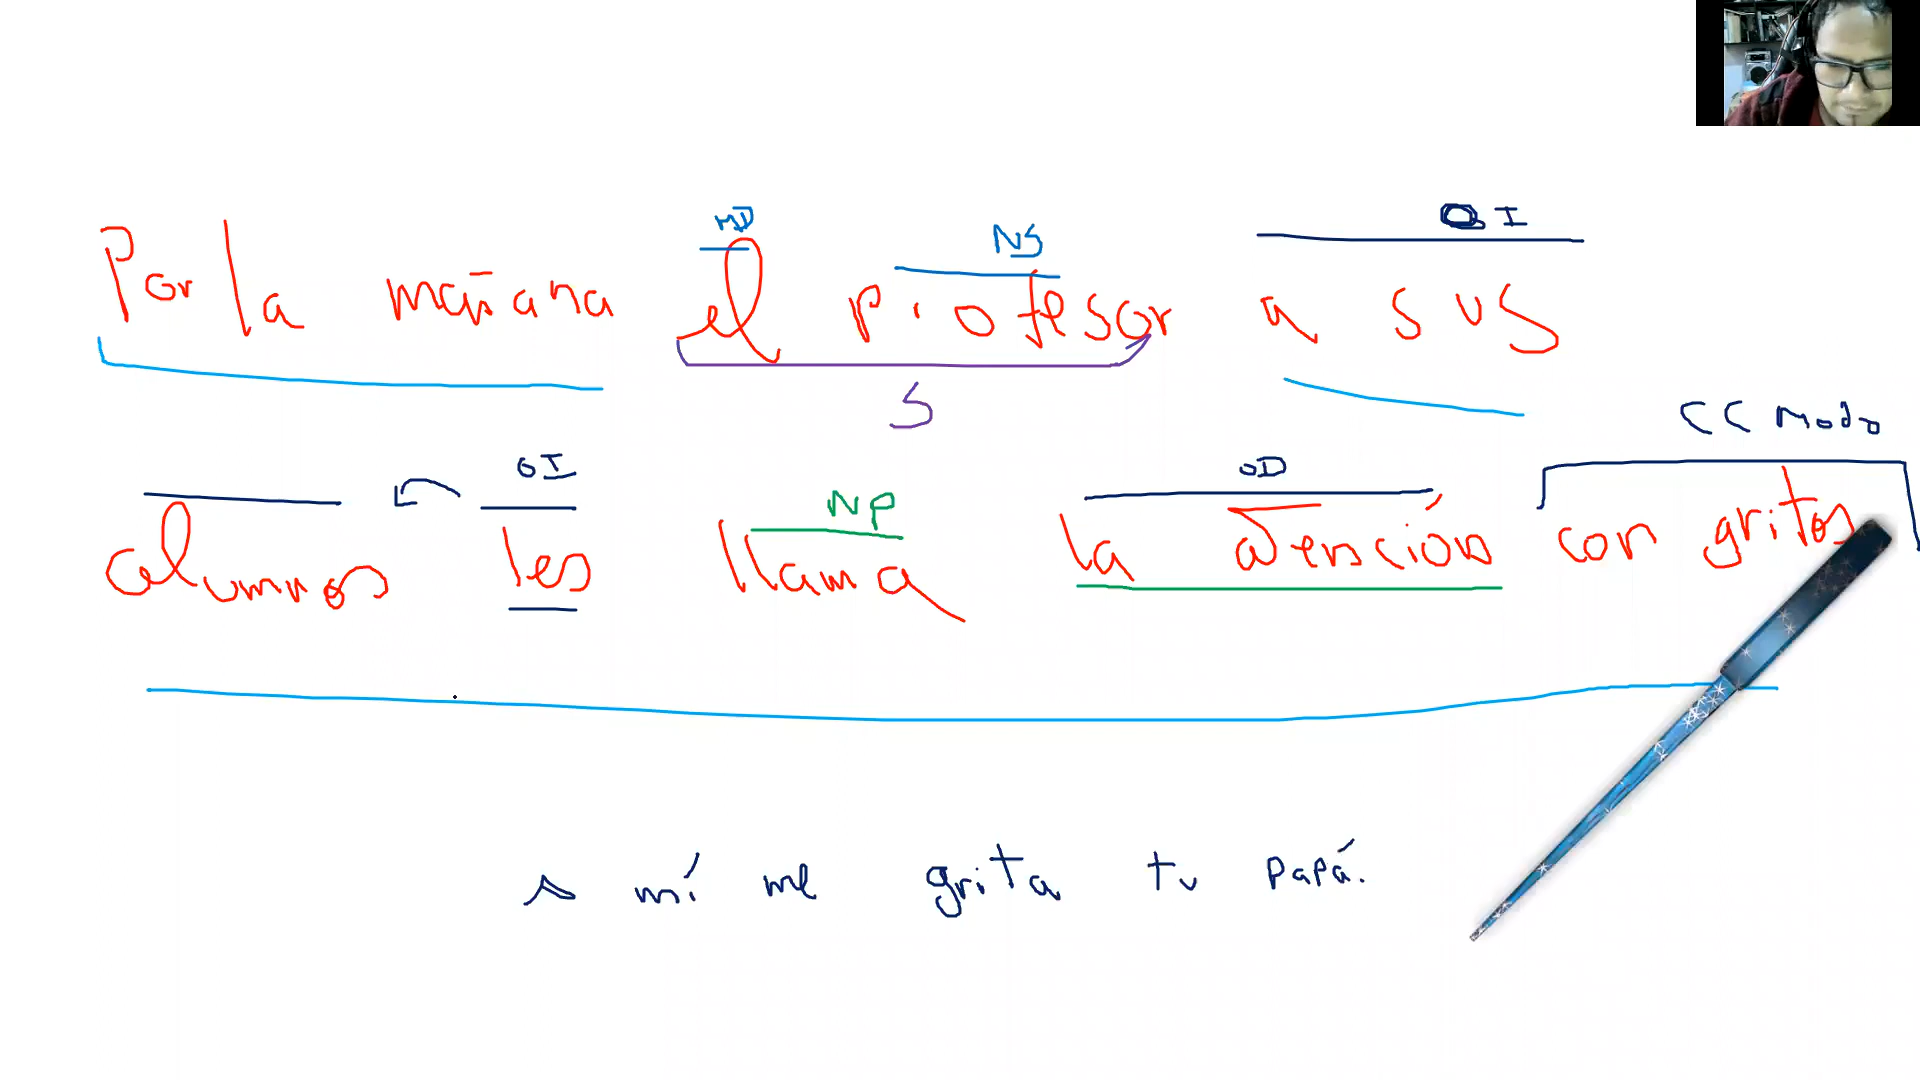 MD NS OI
Por la mañana el profesor a sus
S
CC Modo
OI NP OD
alumnos les llama la atención con gritos
A mí me grita tu papá.